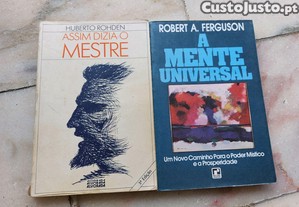 CustoJusto.pt
HUBERTO ROHDEN
ASSIM DIZIA O
MESTRE
ROBERT A. FERGUSON
A
MENTE
UNIVERSAL
Um Novo Caminho Para o Poder Místico
e a Prosperidade